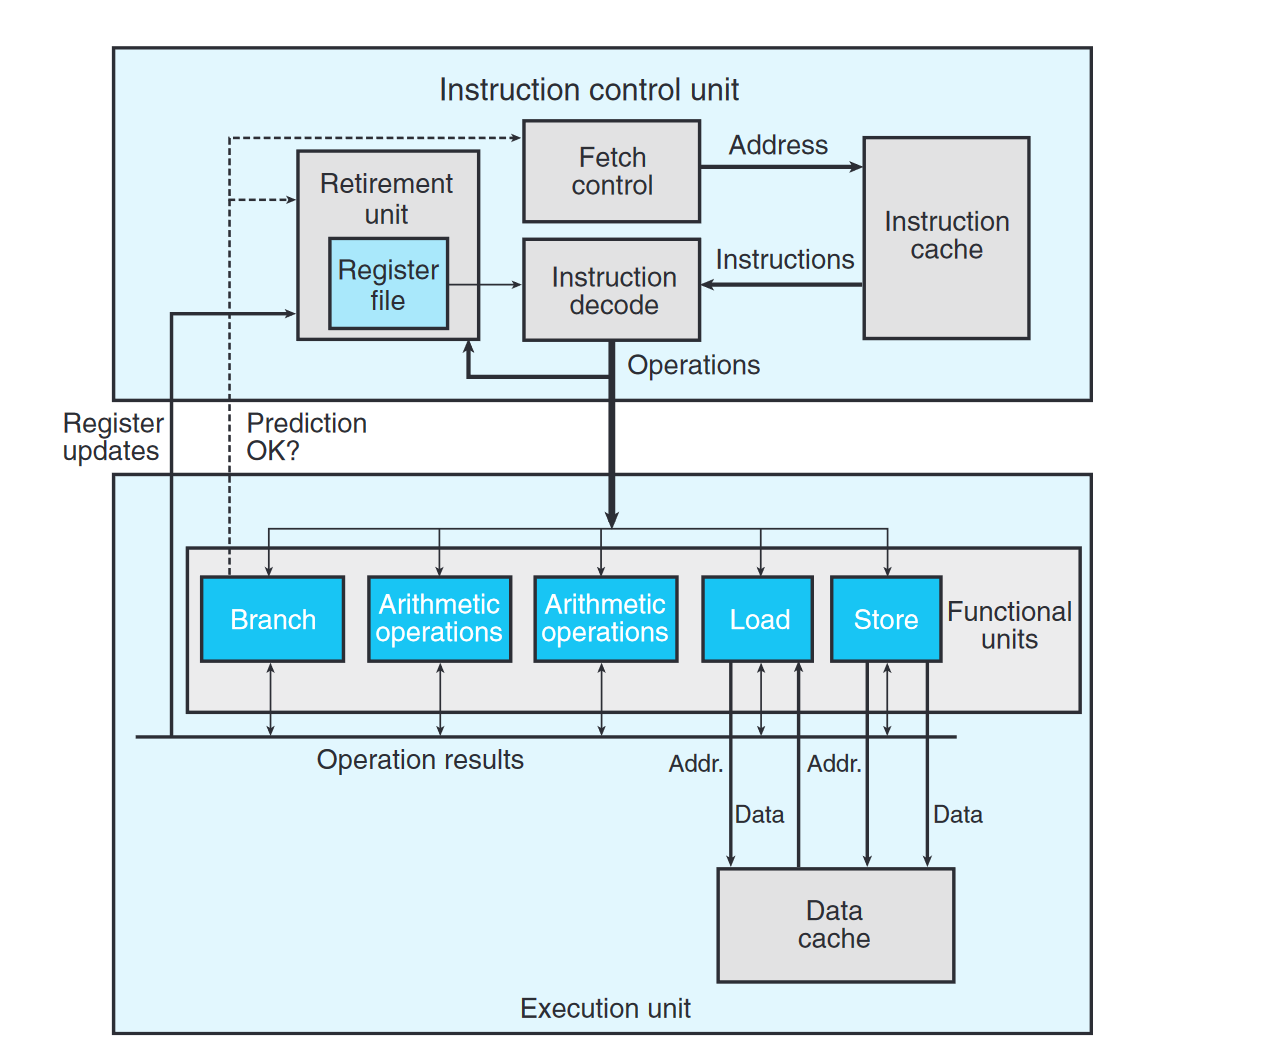 Instruction control unit
Fetch
control
Address
Instruction
cache
Retirement
unit
Register
file
Instruction
decode
Instructions
Operations
Register
updates
Prediction
OK?
Branch
Arithmetic
operations
Arithmetic
operations
Load
Store
Functional
units
Operation results
Addr.
Addr.
Data
Data
Data
cache
Execution unit